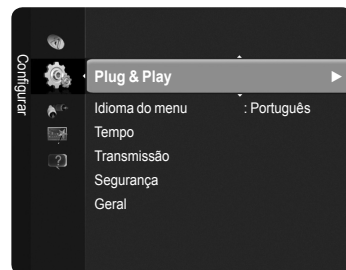 Configurar
Plug & Play
Idioma do menu : Português
Tempo
Transmissão
Segurança
Geral